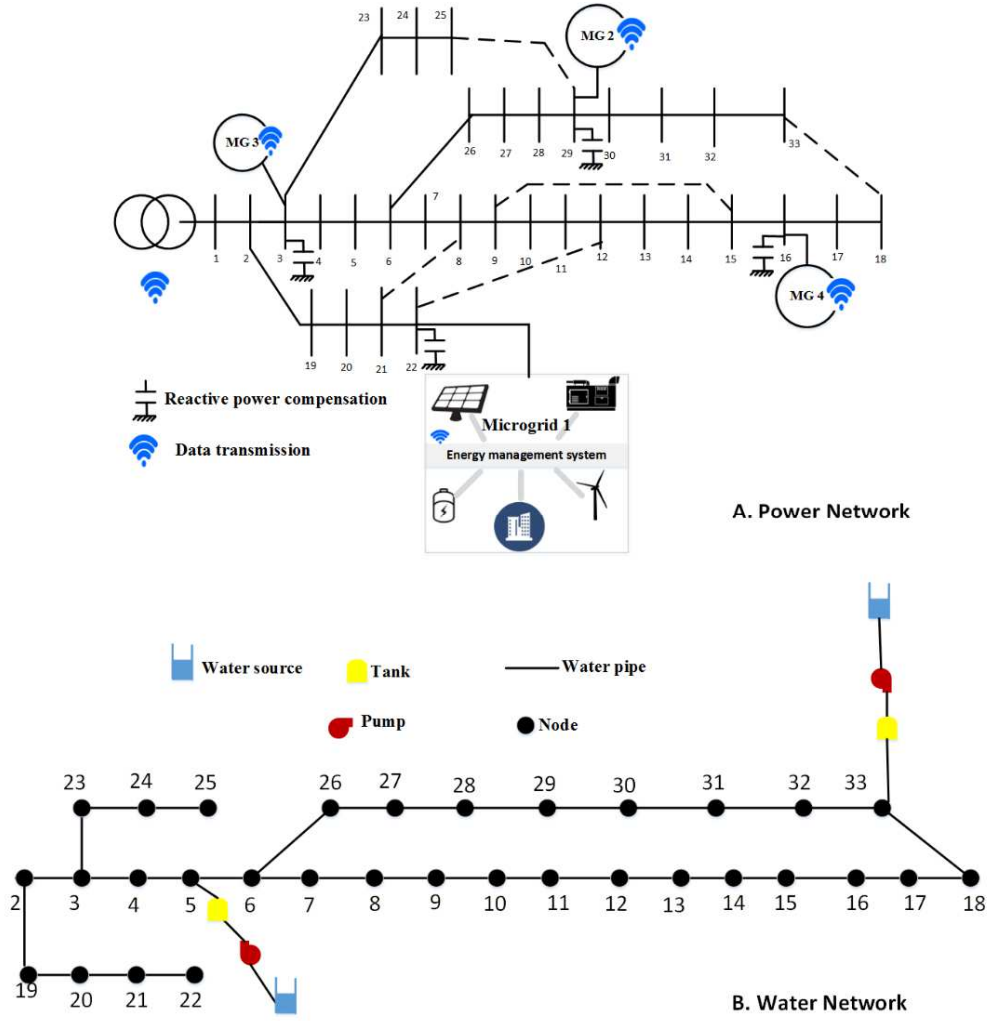 23 24 25
MG 2
26 27 28 29 30 31 32 33
MG 3
7
1 2 3 4 5 6 8 9 10 11 12 13 14 15 16 17 18
MG 4
19 20 21 22
Reactive power compensation
Data transmission
Microgrid 1
Energy management system
A. Power Network
Water source
Tank
Water pipe
Pump
Node
23 24 25 26 27 28 29 30 31 32 33
2 3 4 5 6 7 8 9 10 11 12 13 14 15 16 17 18
19 20 21 22
B. Water Network